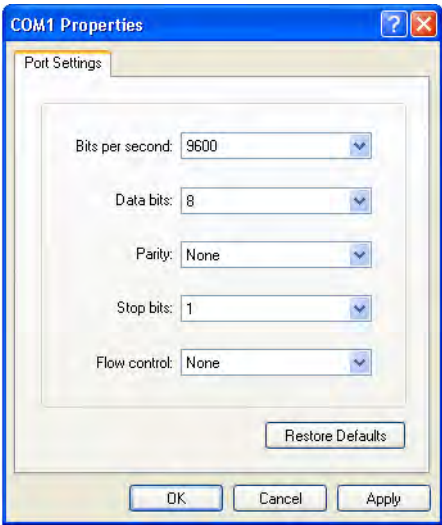 COM1 Properties
Port Settings
Bits per second: 9600
Data bits: 8
Parity: None
Stop bits: 1
Flow control: None
Restore Defaults
OK Cancel Apply